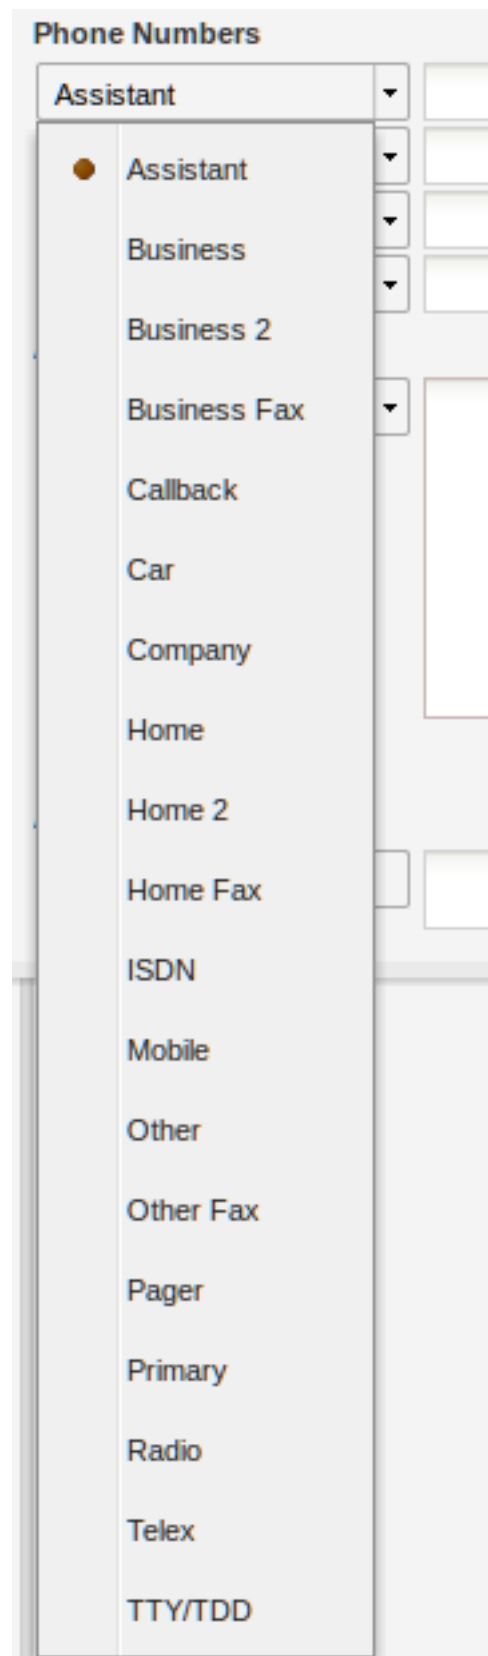 Phone Numbers
Assistant
Assistant
Business
Business 2
Business Fax
Callback
Car
Company
Home
Home 2
Home Fax
ISDN
Mobile
Other
Other Fax
Pager
Primary
Radio
Telex
TTY/TDD